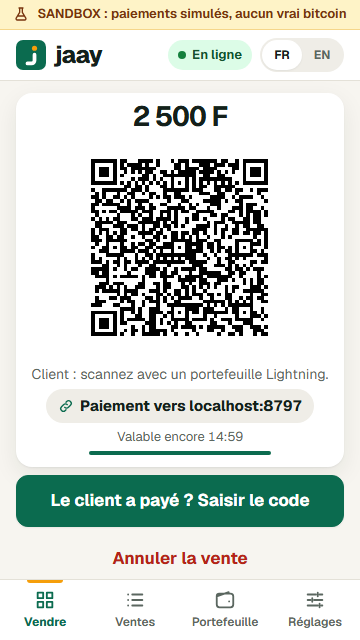 SANDBOX : paiements simulés, aucun vrai bitcoin
jaay
En ligne
FR
EN
2 500 F
Client : scannez avec un portefeuille Lightning.
Paiement vers localhost:8797
Valable encore 14:59
Le client a payé ? Saisir le code
Annuler la vente
Vendre
Ventes
Portefeuille
Réglages